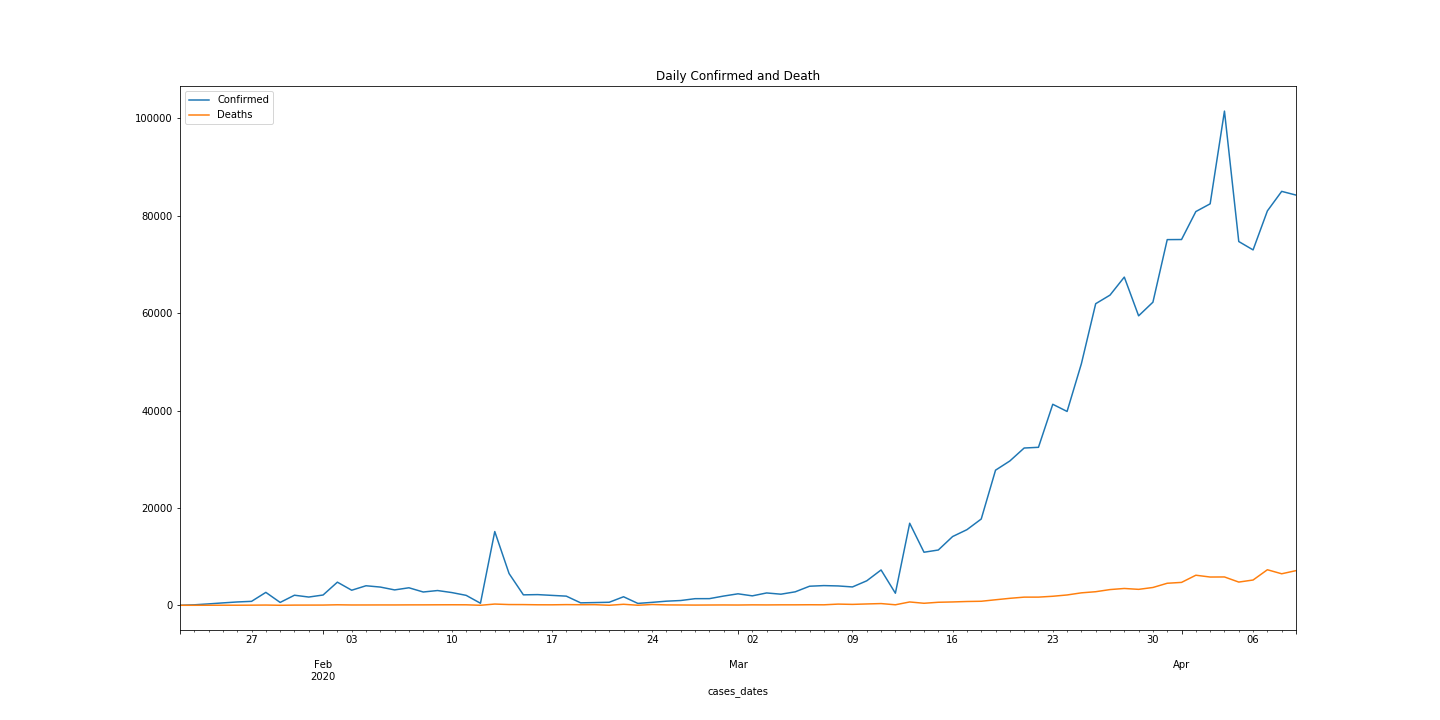 Daily Confirmed and Death
Confirmed
Deaths
100000
80000
60000
40000
20000
0
27 03 10 17 24 02 09 16 23 30 06
Feb Mar Apr
2020
cases_dates